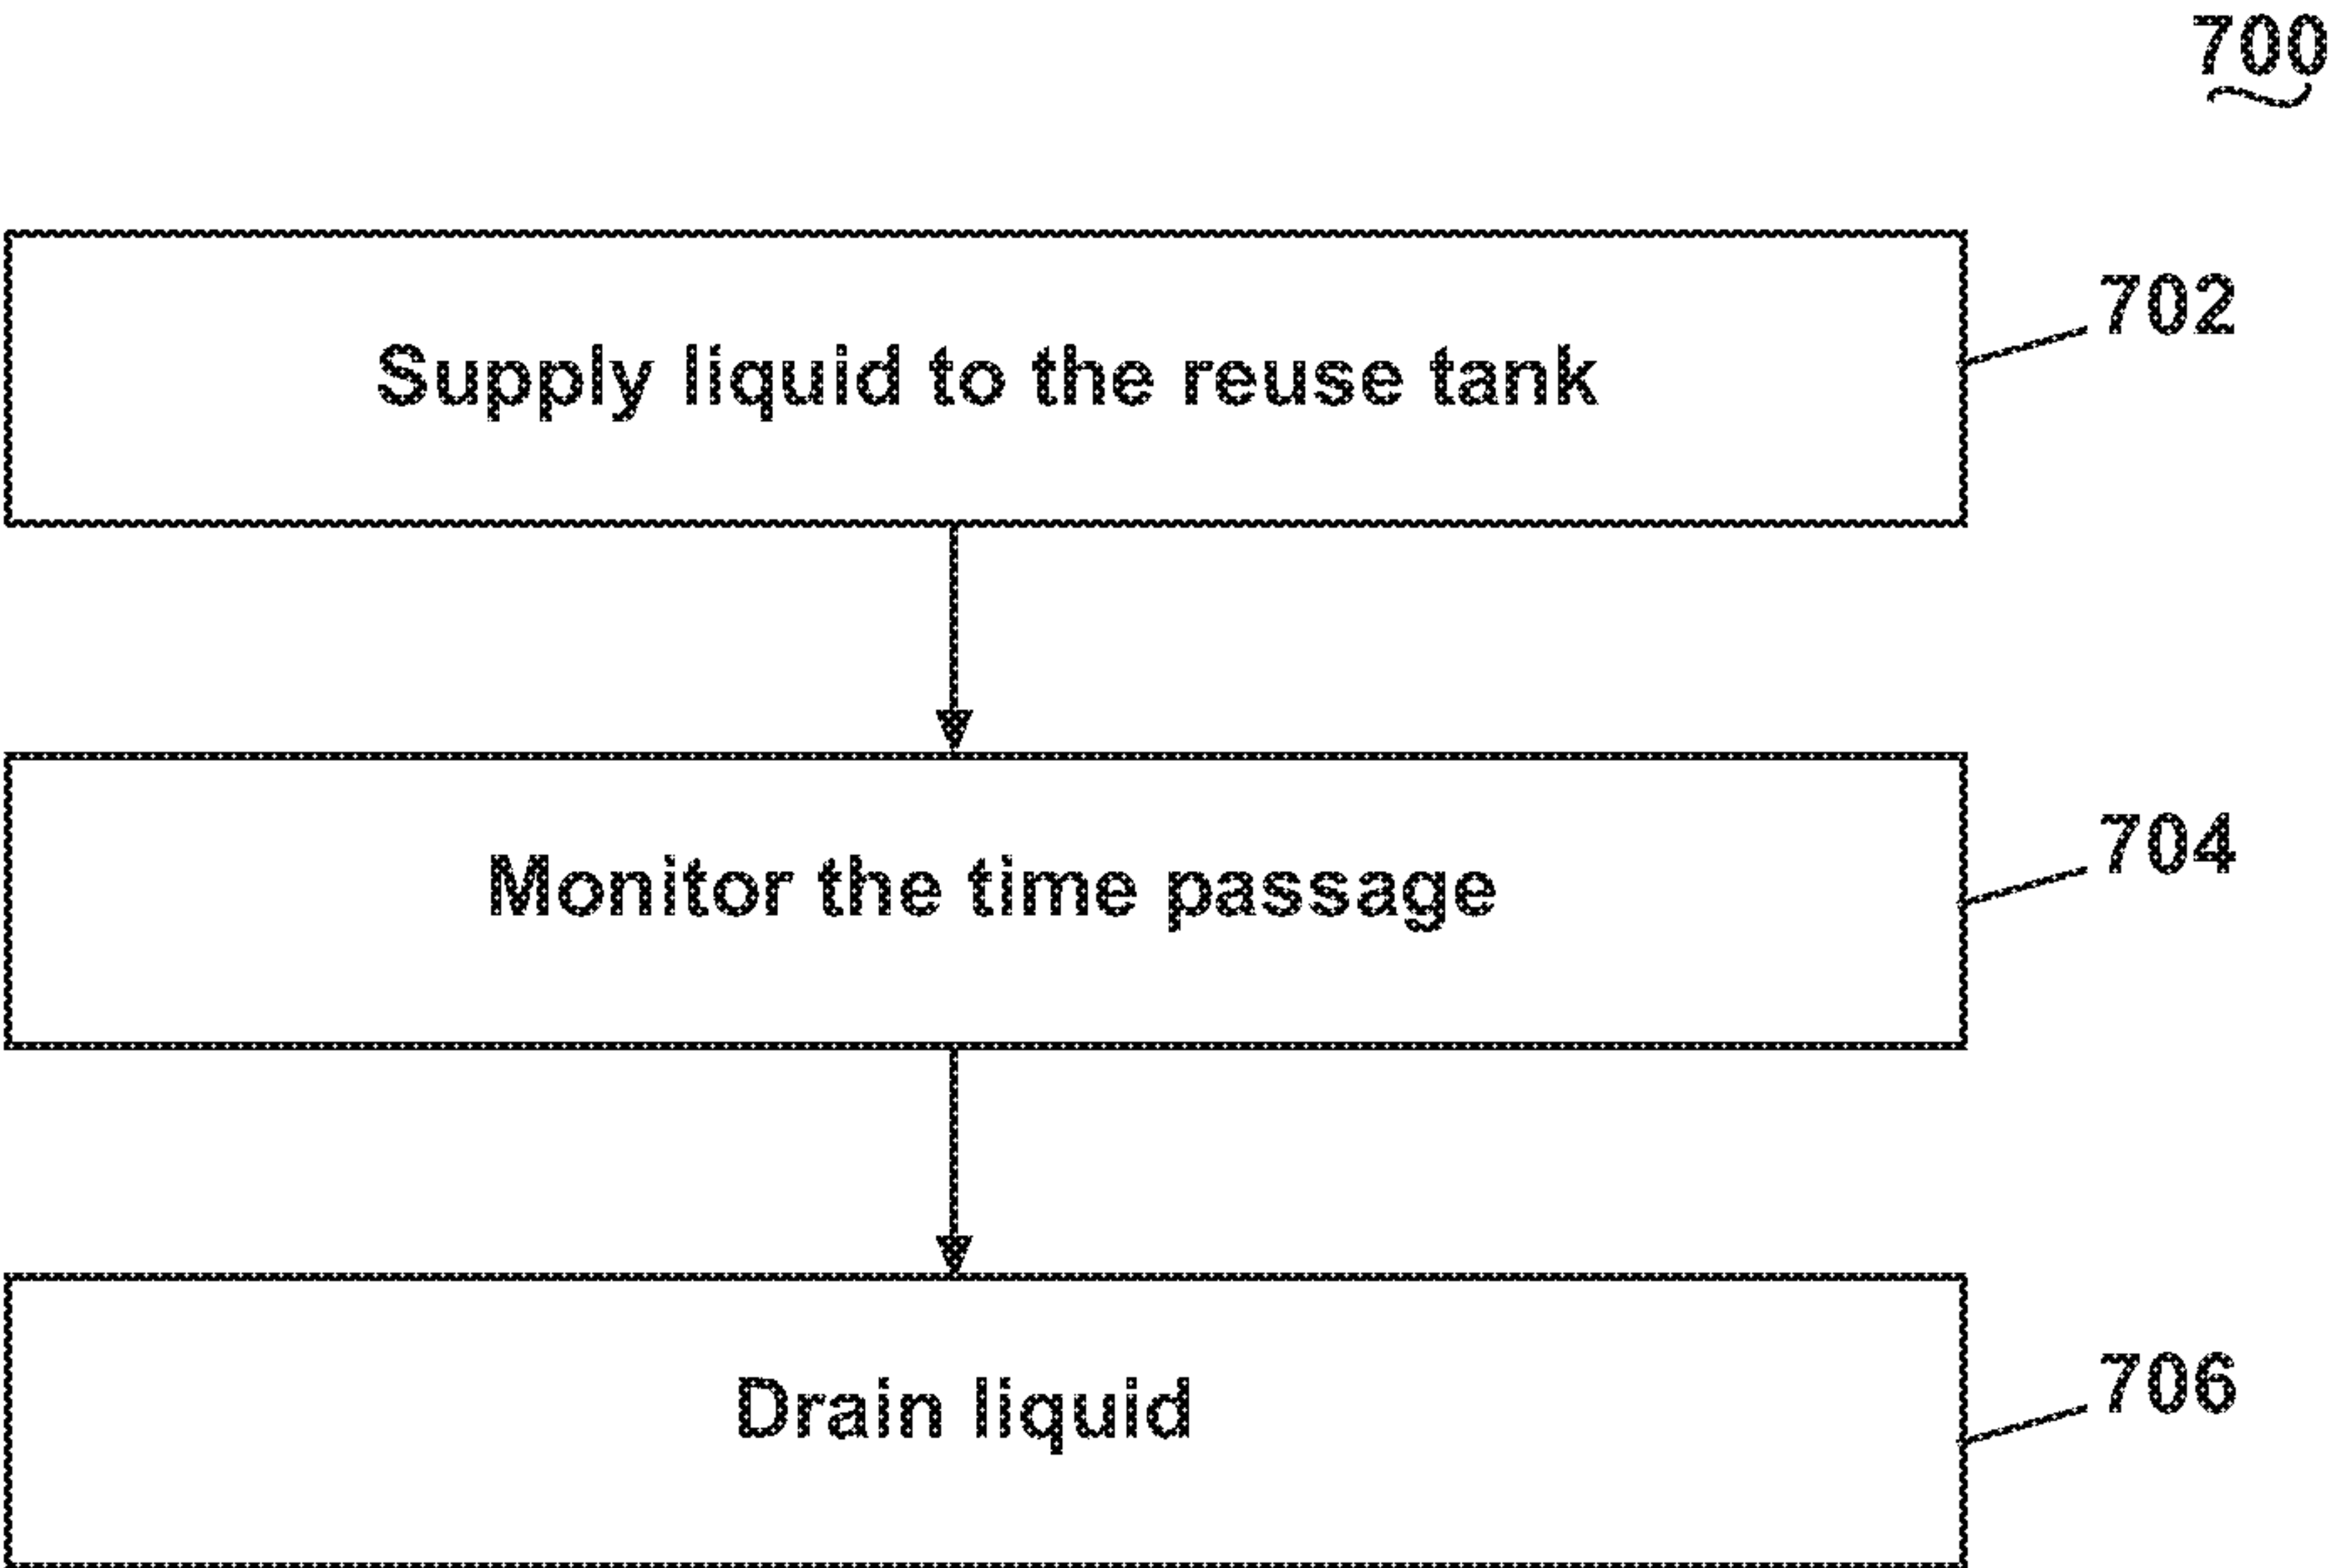 700
Supply liquid to the reuse tank
702
Monitor the time passage
704
Drain liquid
706